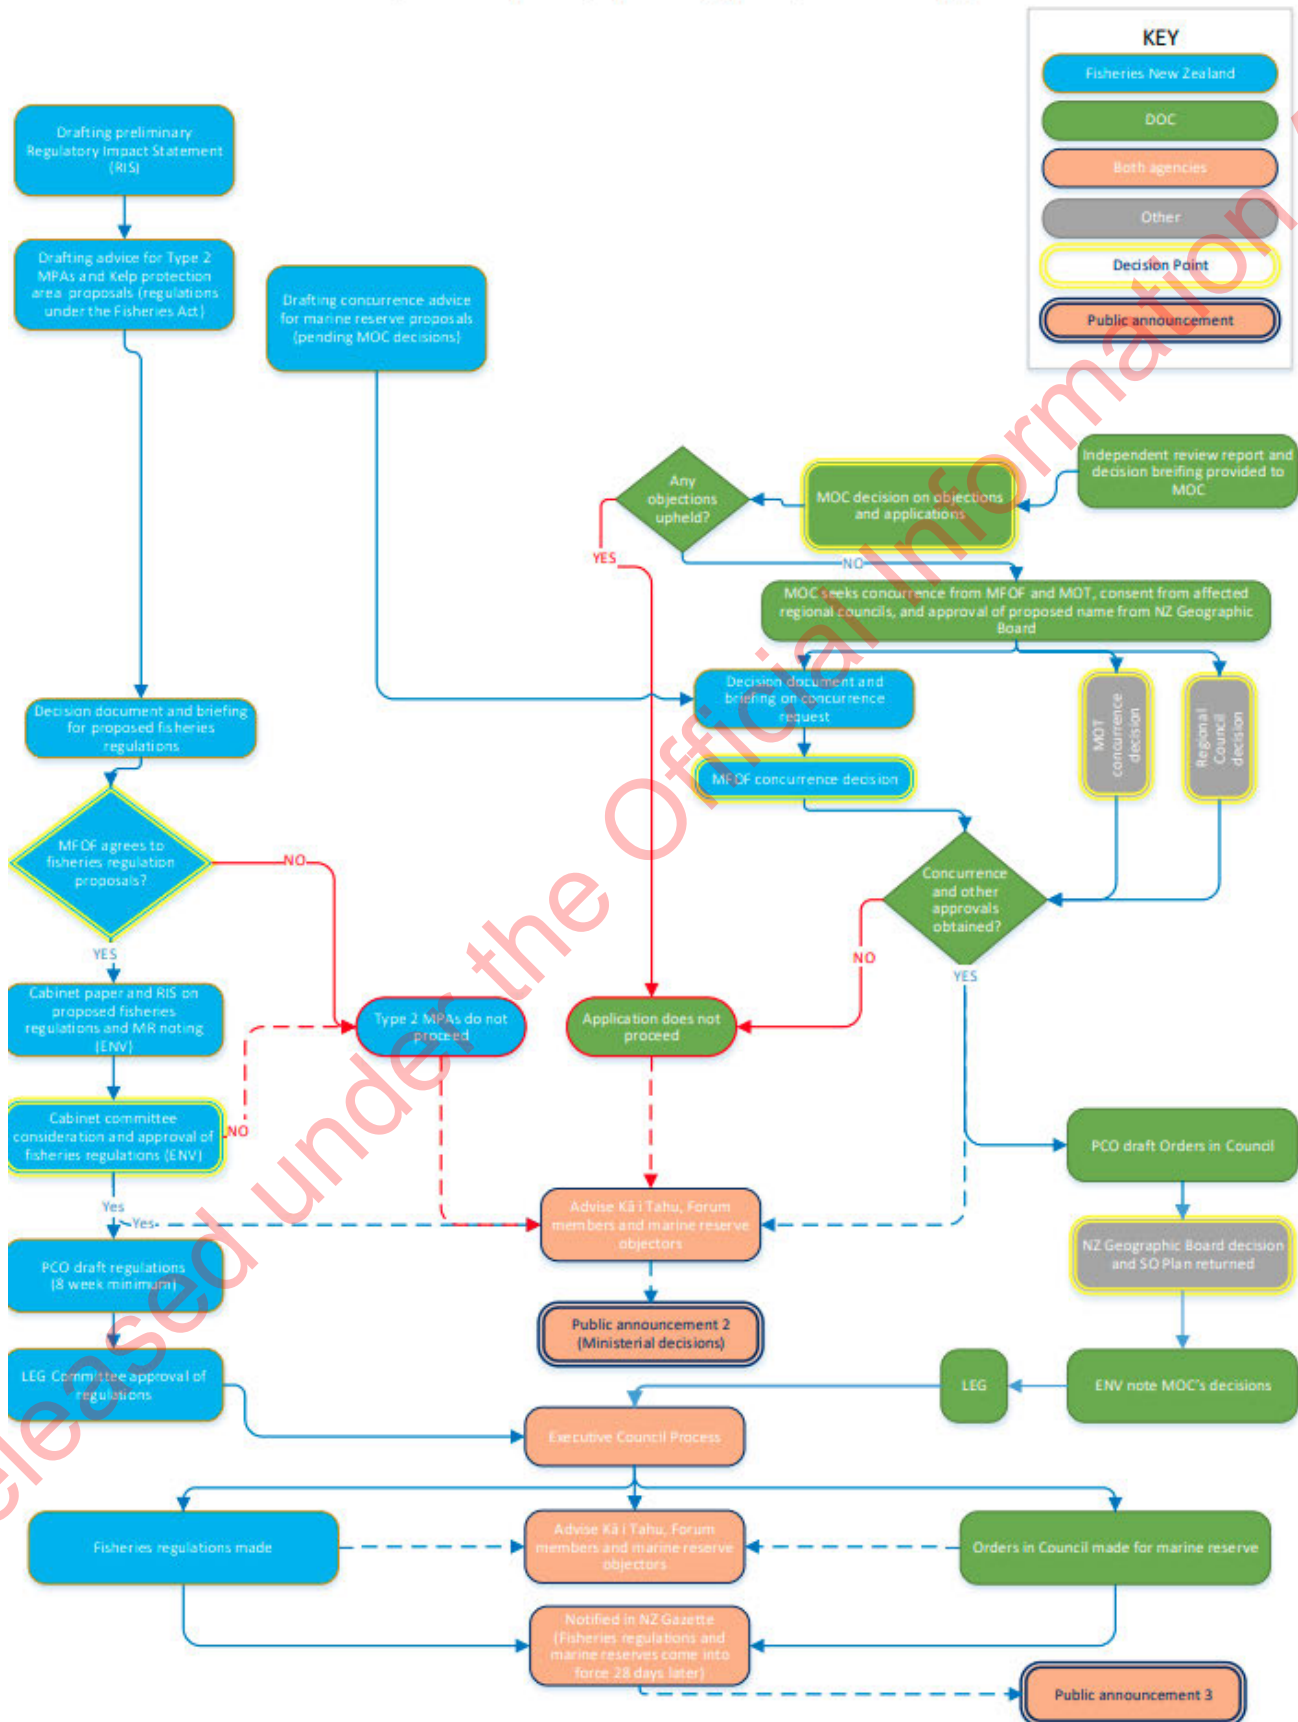 KEY
Fisheries New Zealand
DOC
Both agencies
Other
Decision Point
Public announcement
Drafting preliminary
Regulatory Impact Statement
(RIS)
Drafting advice for Type 2
MPAs and Kelp protection
area proposals (regulations
under the Fisheries Act)
Drafting concurrence advice
for marine reserve proposals
(pending MOC decisions)
Independent review report and
decision breifing provided to
MOC
MOC decision on objections
and applications
Any
objections
upheld?
YES
NO
MOC seeks concurrence from MFOF and MOT, consent from affected
regional councils, and approval of proposed name from NZ Geographic
Board
Decision document and
briefing on concurrence
request
MOT
concurrence
decision
Regional
Council
decision
Decision document and briefing
for proposed fisheries
regulations
MFOF concurrence decision
MFOF agrees to
fisheries regulation
proposals?
NO
YES
Concurrence
and other
approvals
obtained?
NO
YES
Cabinet paper and RIS on
proposed fisheries
regulations and MR noting
(ENV)
Type 2 MPAs do not
proceed
Application does not
proceed
Cabinet committee
consideration and approval of
fisheries regulations (ENV)
NO
Yes
Yes
PCO draft Orders in Council
Advise Kāi Tahu, Forum
members and marine reserve
objectors
NZ Geographic Board decision
and SO Plan returned
PCO draft regulations
(8 week minimum)
Public announcement 2
(Ministerial decisions)
LEG Committee approval of
regulations
LEG
ENV note MOC's decisions
Executive Council Process
Fisheries regulations made
Advise Kāi Tahu, Forum
members and marine reserve
objectors
Orders in Council made for marine reserve
Notified in NZ Gazette
(Fisheries regulations and
marine reserves come into
force 28 days later)
Public announcement 3
Released under the Official Information